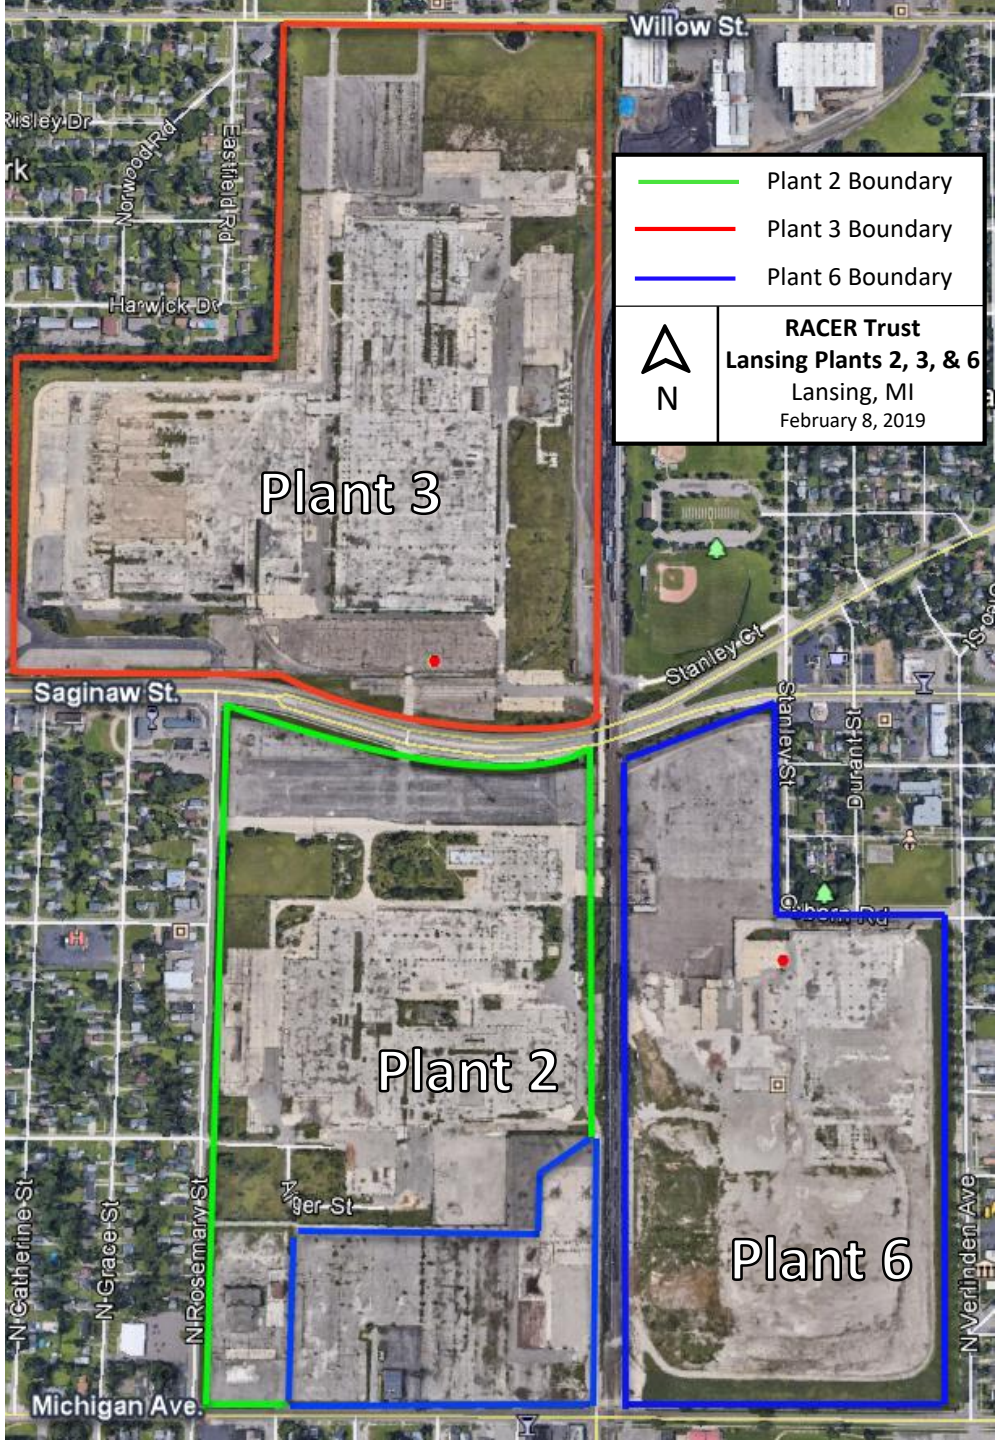 Willow St.
Risley Dr
Norwood Rd
Eastfield Rd
rk
Harwick Dr
Plant 2 Boundary
Plant 3 Boundary
Plant 6 Boundary
N
RACER Trust
Lansing Plants 2, 3, & 6
Lansing, MI
February 8, 2019
Plant 3
Stanley Ct
Saginaw St.
Stanley St
Durant St
Plant 2
Alger St
Plant 6
N Catherine St
N Grace St
N Rosemary St
N Verlinden Ave
Michigan Ave.